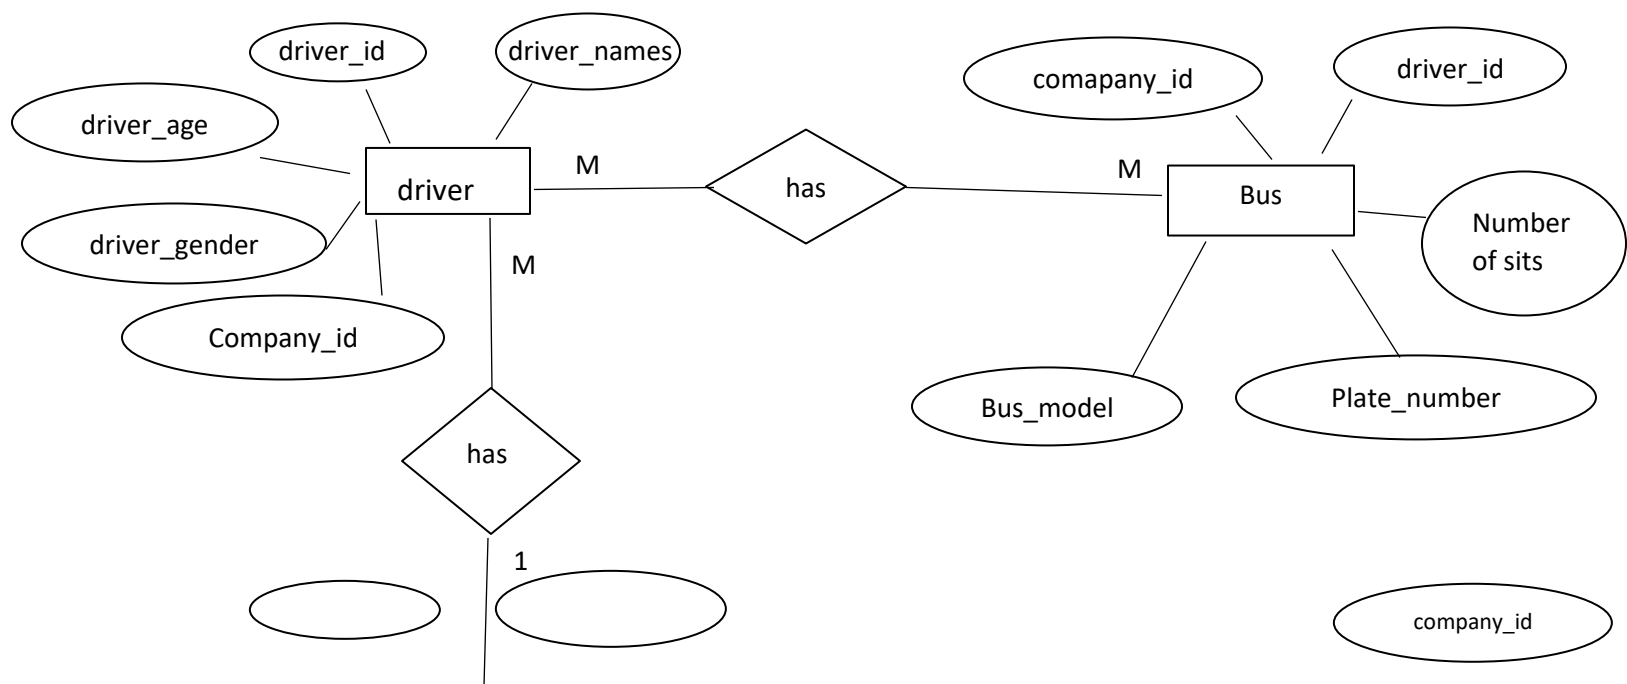 driver_id
driver_names
comapany_id
driver_id
driver_age
M
M
driver
has
Bus
Number
of sits
driver_gender
M
Company_id
Bus_model
Plate_number
has
1
company_id